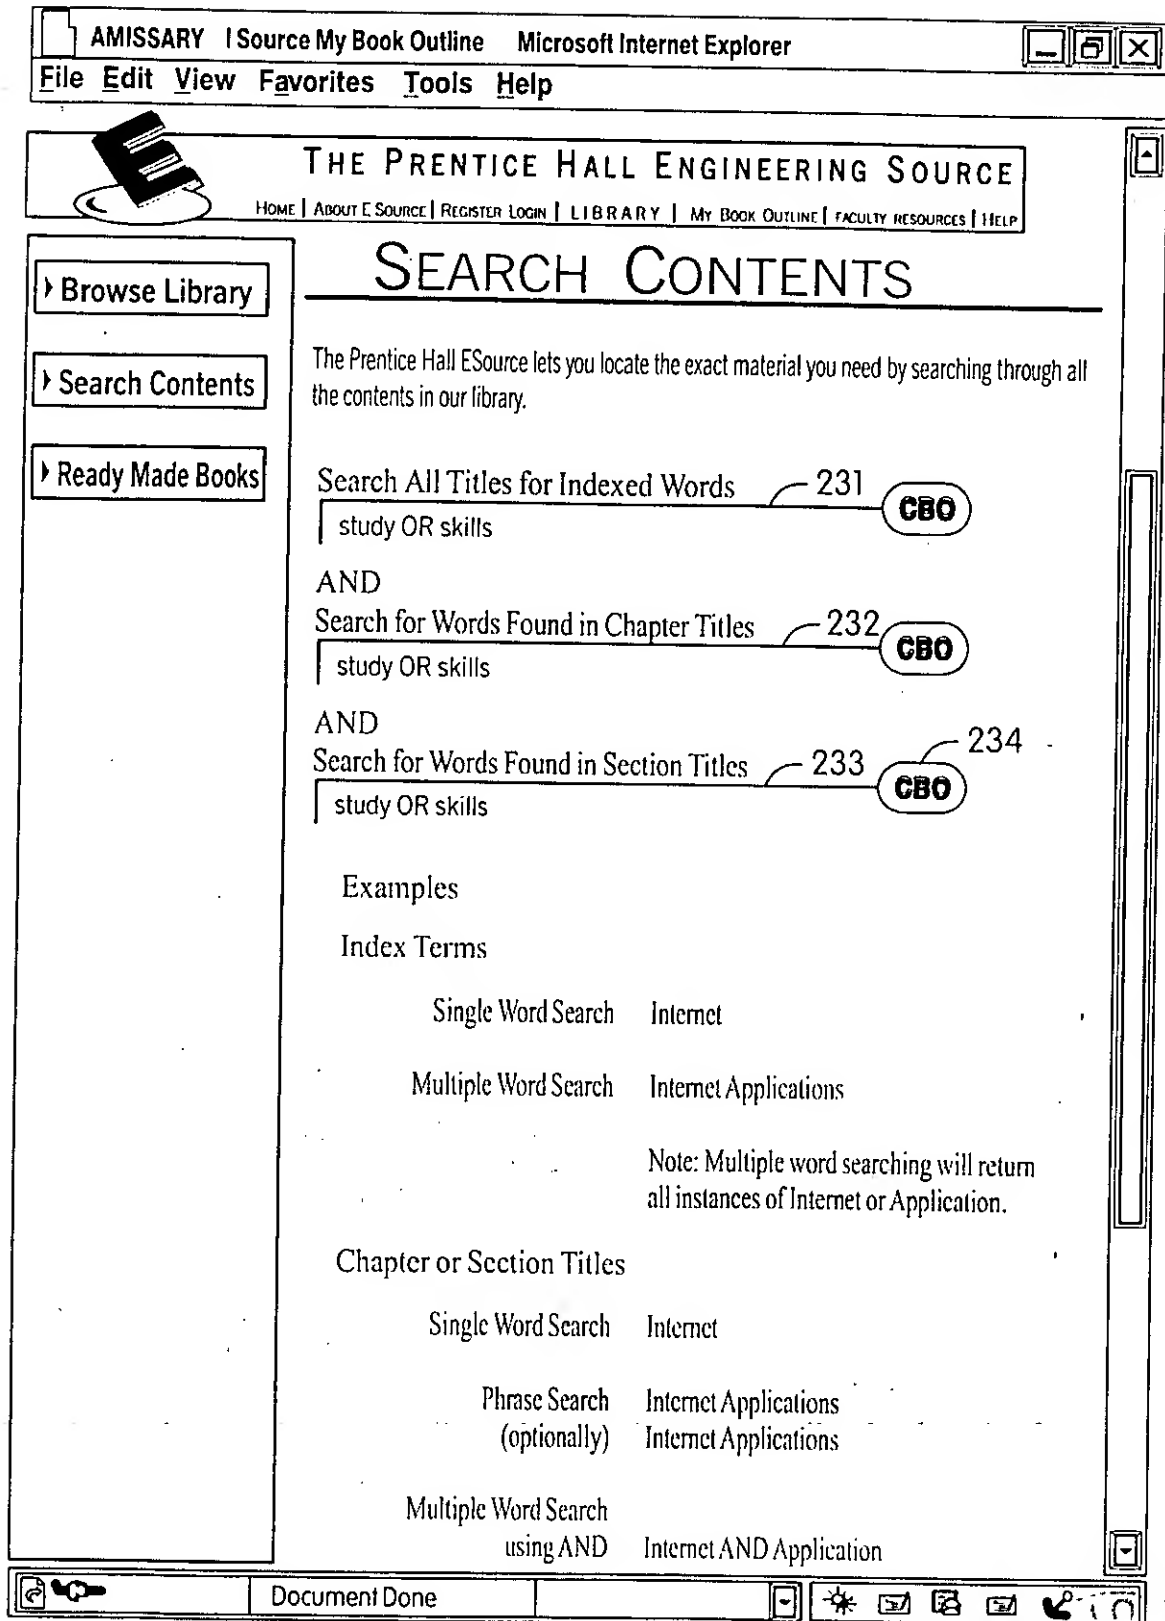 AMISSARY I Source My Book Outline Microsoft Internet Explorer
File Edit View Favorites Tools Help
E
THE PRENTICE HALL ENGINEERING SOURCE
HOME | ABOUT E SOURCE | REGISTER LOGIN | LIBRARY | MY BOOK OUTLINE | FACULTY RESOURCES | HELP
Browse Library
Search Contents
Ready Made Books
SEARCH CONTENTS
The Prentice Hall ESource lets you locate the exact material you need by searching through all
the contents in our library.
Search All Titles for Indexed Words 231
CBO
study OR skills
AND
Search for Words Found in Chapter Titles 232
CBO
study OR skills
AND
234
Search for Words Found in Section Titles 233
CBO
study OR skills
Examples
Index Terms
Single Word Search Internet
Multiple Word Search Internet Applications
Note: Multiple word searching will return
all instances of Internet or Application.
Chapter or Section Titles
Single Word Search Internet
Phrase Search Internet Applications
(optionally) Internet Applications
Multiple Word Search
using AND Internet AND Application
Document Done